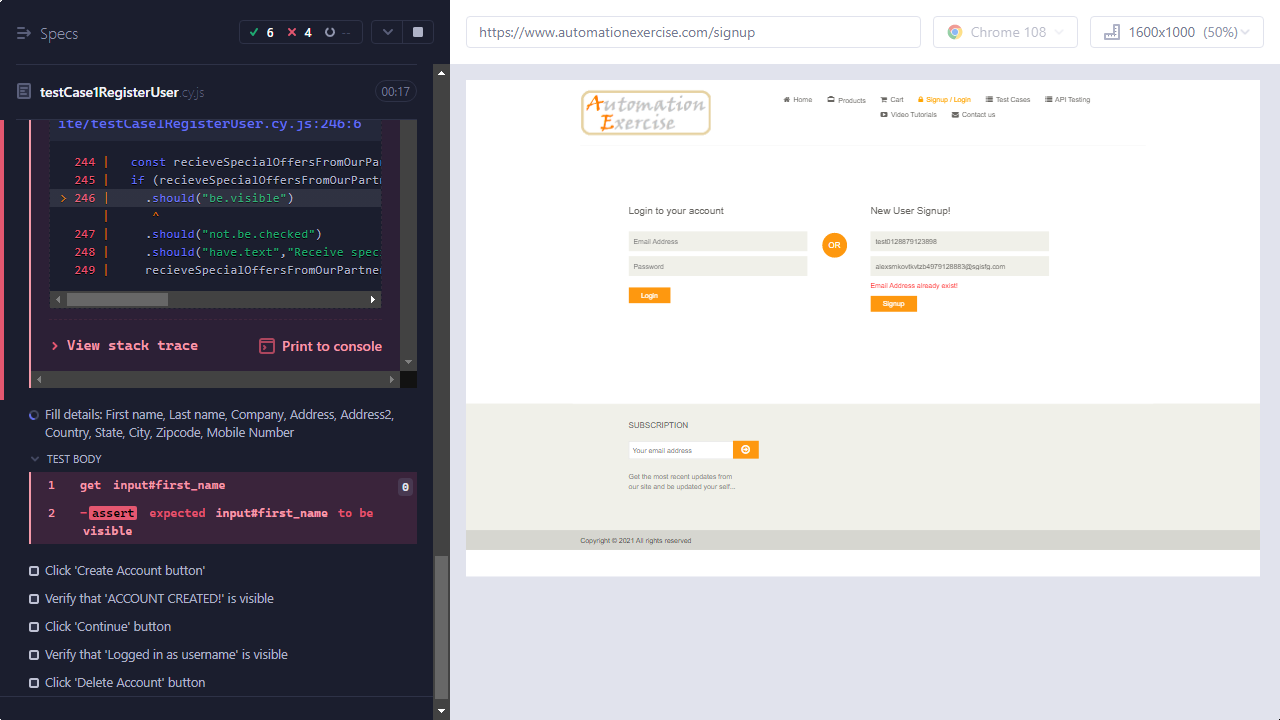 Specs
6 4 --
testCase1RegisterUser.cy.js
00:17
ite/testCase1RegisterUser.cy.js:246:6
244 | const recieveSpecialOffersFromOurPar
245 | if (recieveSpecialOffersFromOurPartn
> 246 | .should("be.visible")
| ^
247 | .should("not.be.checked")
248 | .should("have.text","Receive spec
249 | recieveSpecialOffersFromOurPartner
> View stack trace
Print to console
Fill details: First name, Last name, Company, Address, Address2,
Country, State, City, Zipcode, Mobile Number
TEST BODY
1 get input#first_name 0
2 -assert expected input#first_name to be
visible
Click 'Create Account button'
Verify that 'ACCOUNT CREATED!' is visible
Click 'Continue' button
Verify that 'Logged in as username' is visible
Click 'Delete Account' button
https://www.automationexercise.com/signup
Chrome 108
1600x1000 (50%)
Automation
Exercise
Home Products Cart Signup / Login Test Cases API Testing
Video Tutorials Contact us
Login to your account
Email Address
Password
Login
OR
New User Signup!
test0128879123898
alexsmkovtkvtzb4979128883@sgisfg.com
Email Address already exist!
Signup
SUBSCRIPTION
Your email address
Get the most recent updates from
our site and be updated your self...
Copyright © 2021 All rights reserved